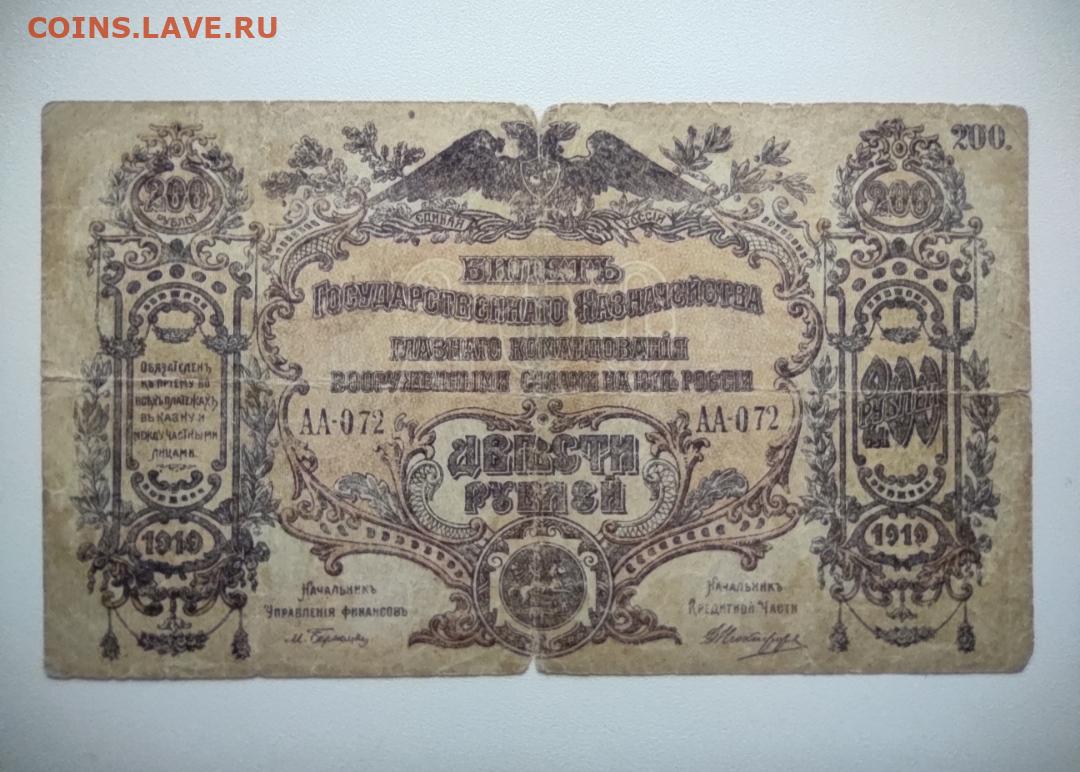 COINS.LAVE.RU
200.
200
РУБЛЕЙ
200
ЕДИНАЯ РОССІЯ
БИЛЕТЪ
ГОСУДАРСТВЕННАГО КАЗНАЧЕЙСТВА
ГЛАВНАГО КОМАНДОВАНІЯ
ВООРУЖЕННЫМИ СИЛАМИ НА ЮГѢ РОССІИ
ОБЯЗАТЕЛЕНЪ
КЪ ПРІЕМУ ВО
ВСѢХЪ ПЛАТЕЖАХЪ
ВЪ КАЗНУ И
МЕЖДУ ЧАСТНЫМИ
ЛИЦАМИ.
АА-072
АА-072
200
РУБЛЕЙ
ДВѢСТИ
РУБЛЕЙ
1919
1919
НАЧАЛЬНИКЪ
УПРАВЛЕНІЯ ФИНАНСОВЪ
НАЧАЛЬНИКЪ
КРЕДИТНОЙ ЧАСТИ